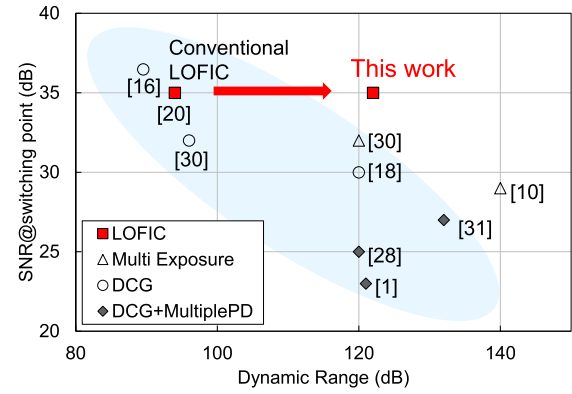 40
35
30
25
20
SNR@switching point (dB)
Conventional
LOFIC
This work
[16]
[20]
[30]
[30]
[18]
[10]
[31]
[28]
[1]
LOFIC
Multi Exposure
DCG
DCG+MultiplePD
80
100
120
140
Dynamic Range (dB)